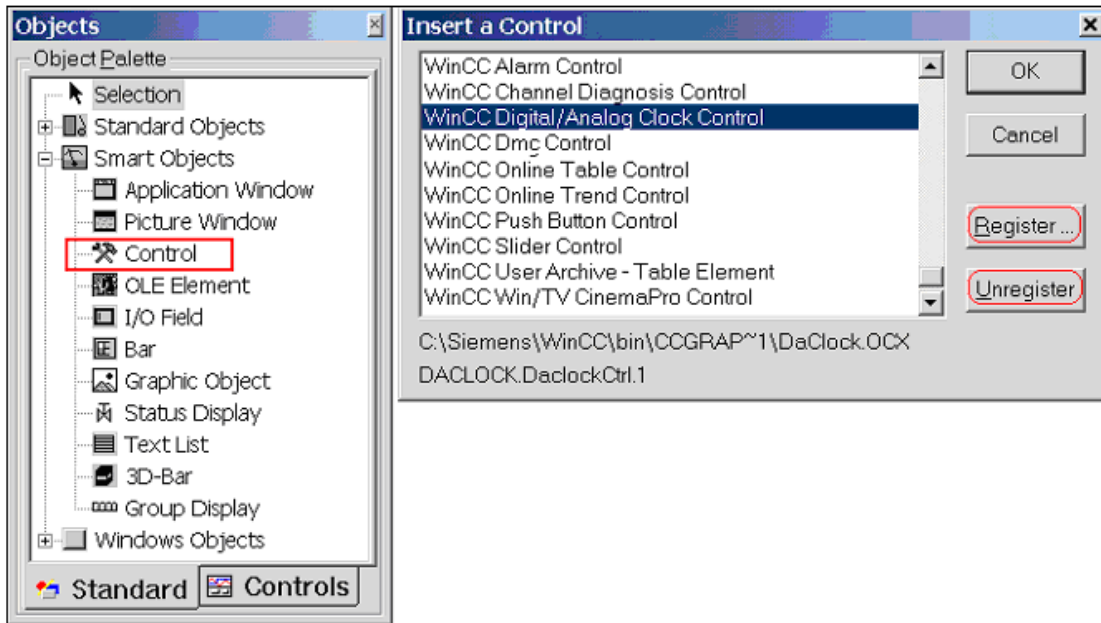 Objects
Object Palette
Selection
Standard Objects
Smart Objects
Application Window
Picture Window
Control
OLE Element
I/O Field
Bar
Graphic Object
Status Display
Text List
3D-Bar
Group Display
Windows Objects
Standard
Controls
Insert a Control
WinCC Alarm Control
WinCC Channel Diagnosis Control
WinCC Digital/Analog Clock Control
WinCC Dmc Control
WinCC Online Table Control
WinCC Online Trend Control
WinCC Push Button Control
WinCC Slider Control
WinCC User Archive - Table Element
WinCC Win/TV CinemaPro Control
OK
Cancel
Register ...
Unregister
C:\Siemens\WinCC\bin\CCGRAP~1\DaClock.OCX
DACLOCK.DaclockCtrl.1